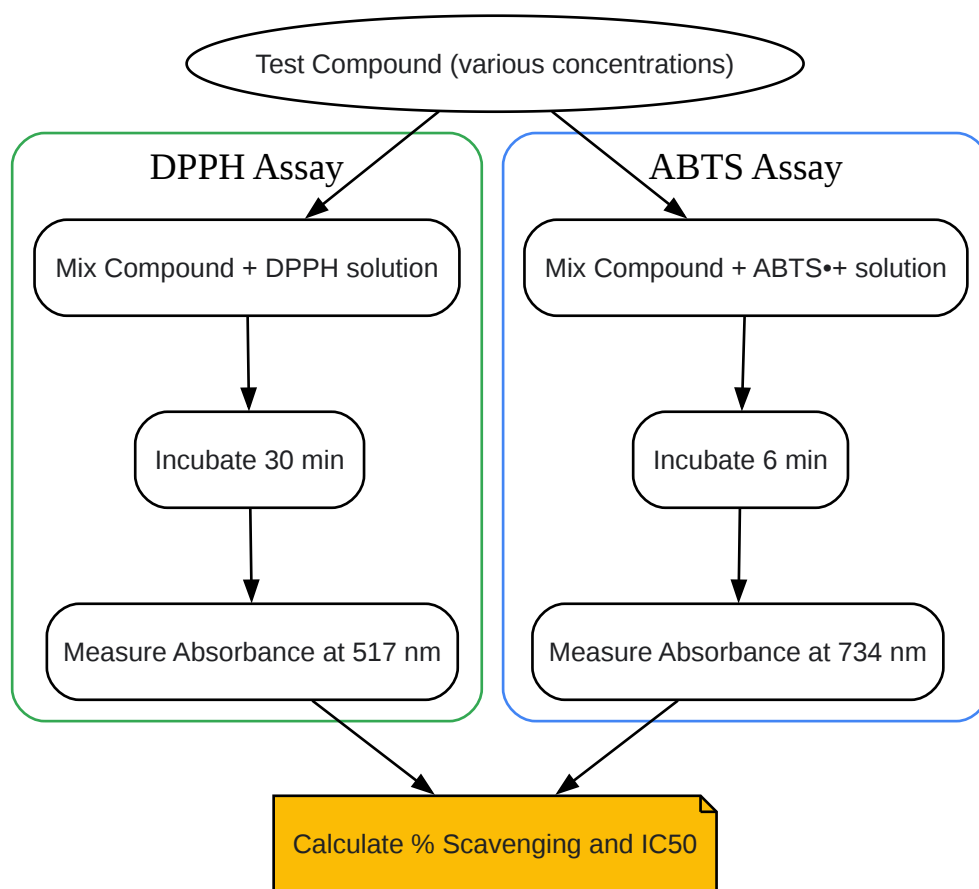 Test Compound (various concentrations)
DPPH Assay
Mix Compound + DPPH solution
Incubate 30 min
Measure Absorbance at 517 nm
ABTS Assay
Mix Compound + ABTS•+ solution
Incubate 6 min
Measure Absorbance at 734 nm
Calculate % Scavenging and IC50